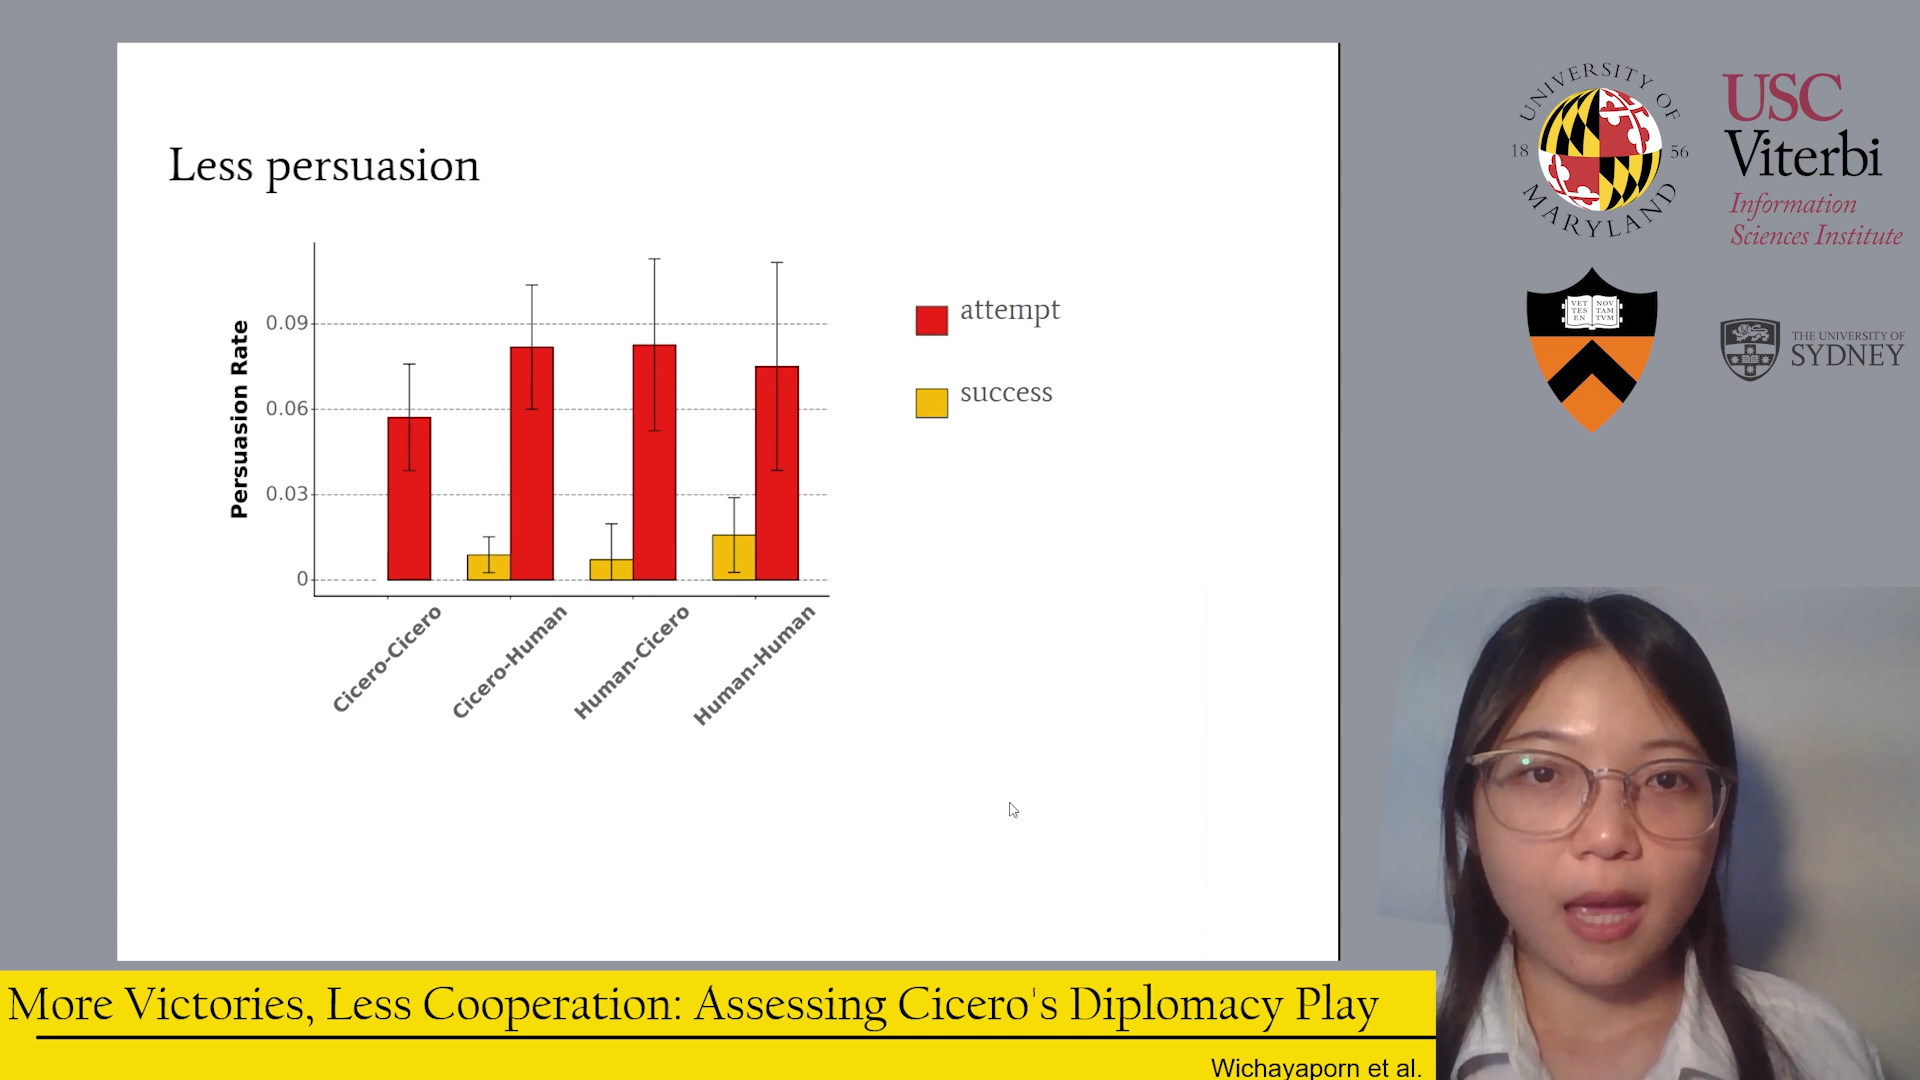 Less persuasion
Persuasion Rate
0.09
0.06
0.03
0
Cicero-Cicero
Cicero-Human
Human-Cicero
Human-Human
attempt
success
UNIVERSITY OF
18 56
MARYLAND
USC
Viterbi
Information
Sciences Institute
VET NOV
TES TAM
EN TVM
THE UNIVERSITY OF
SYDNEY
More Victories, Less Cooperation: Assessing Cicero's Diplomacy Play
Wichayaporn et al.